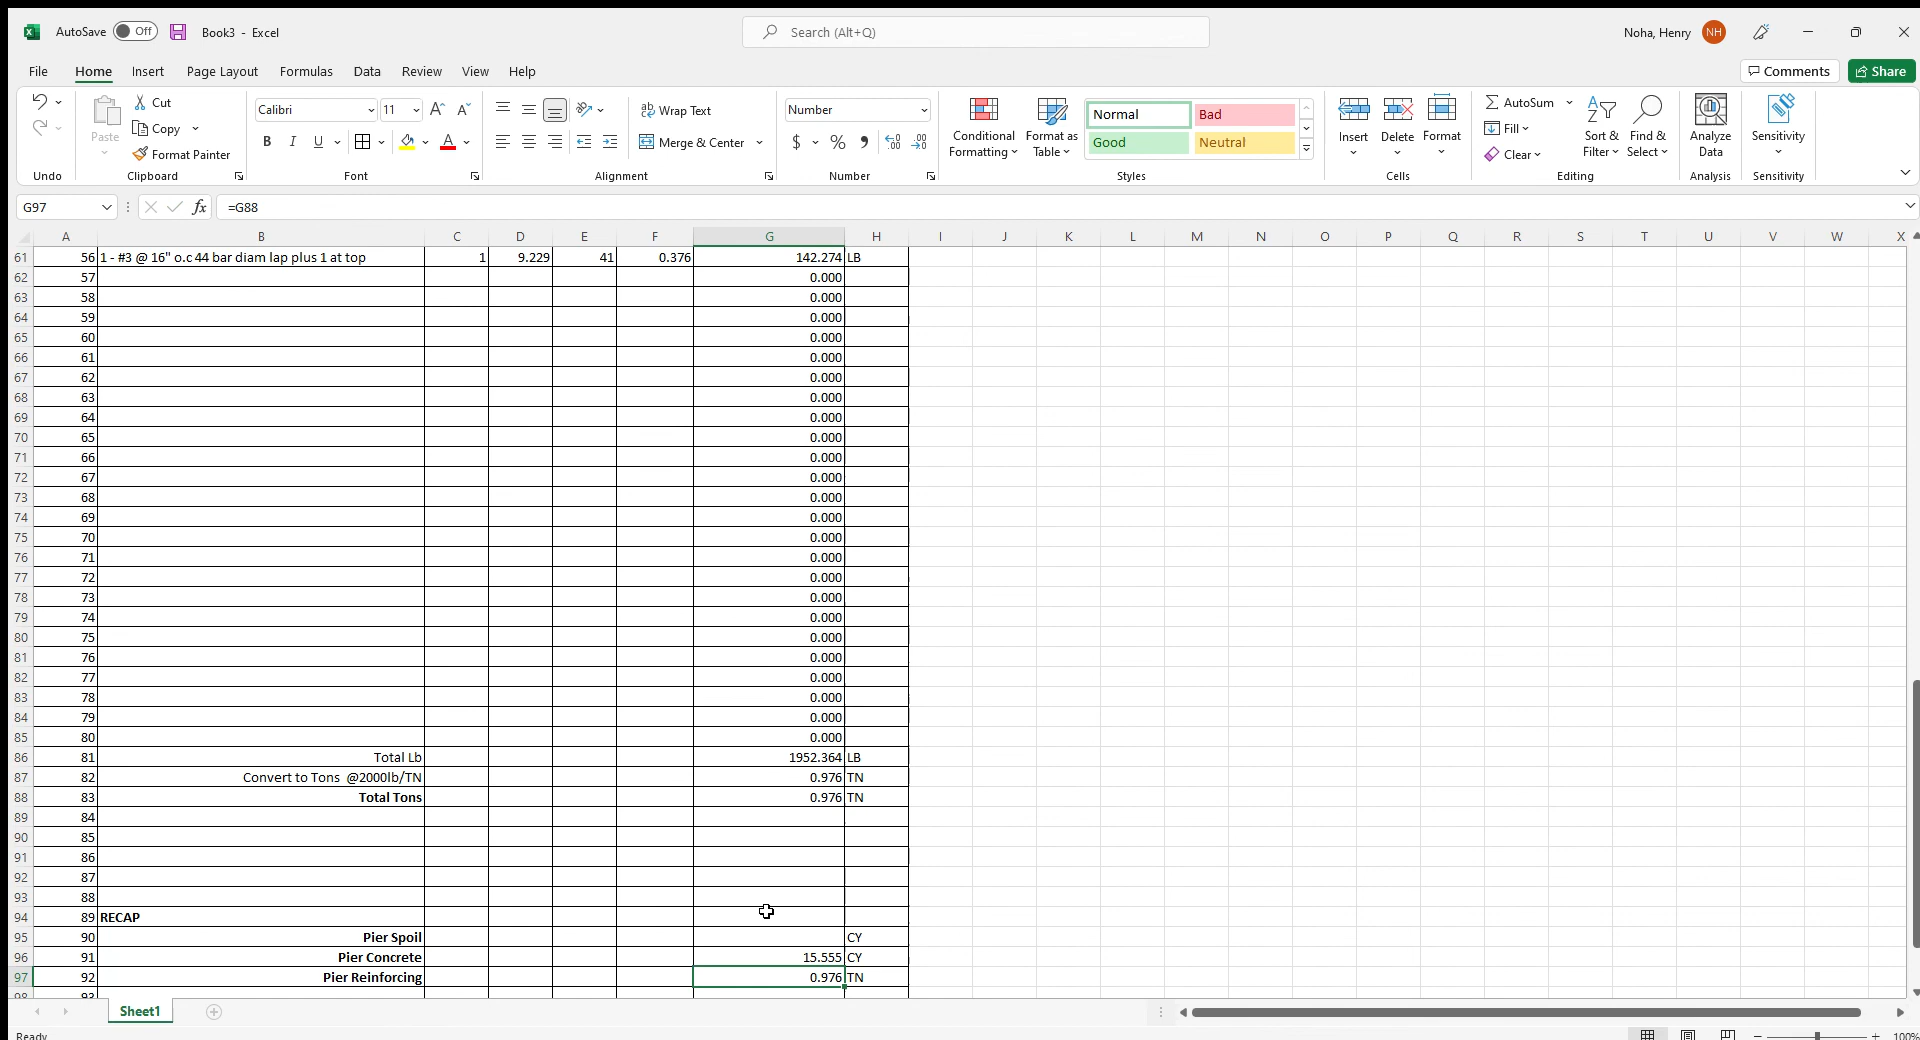 AutoSave Off Book3 - Excel Search (Alt+Q) Noha, Henry NH
File Home Insert Page Layout Formulas Data Review View Help Comments Share
Cut
Copy
Format Painter
Paste
Undo Clipboard
Calibri 11
B I U A
Font
Wrap Text
Merge & Center
Alignment
Number
$ %
Number
Conditional Formatting
Format as Table
Normal Bad
Good Neutral
Styles
Insert Delete Format
Cells
AutoSum
Fill
Clear
Sort & Filter
Find & Select
Editing
Analyze Data
Analysis
Sensitivity
Sensitivity
G97 fx =G88
A B C D E F G H I J K L M N O P Q R S T U V W X
61 56 1 - #3 @ 16" o.c 44 bar diam lap plus 1 at top 1 9.229 41 0.376 142.274 LB
62 57 0.000
63 58 0.000
64 59 0.000
65 60 0.000
66 61 0.000
67 62 0.000
68 63 0.000
69 64 0.000
70 65 0.000
71 66 0.000
72 67 0.000
73 68 0.000
74 69 0.000
75 70 0.000
76 71 0.000
77 72 0.000
78 73 0.000
79 74 0.000
80 75 0.000
81 76 0.000
82 77 0.000
83 78 0.000
84 79 0.000
85 80 0.000
86 81 Total Lb 1952.364 LB
87 82 Convert to Tons @2000lb/TN 0.976 TN
88 83 Total Tons 0.976 TN
89 84
90 85
91 86
92 87
93 88
94 89 RECAP
95 90 Pier Spoil CY
96 91 Pier Concrete 15.555 CY
97 92 Pier Reinforcing 0.976 TN
98 93
Sheet1
Ready 100%